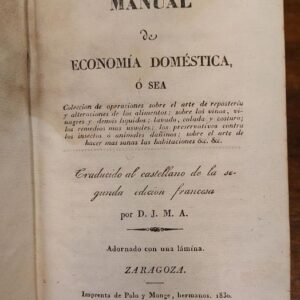 MANUAL
de
ECONOMÍA DOMÉSTICA,
Ó SEA
Coleccion de operaciones sobre el arte de repostería
y alteraciones de los alimentos; sobre los vinos, vi-
nagres y demas líquidos; lavado, colada y costura;
los remedios mas usuales; los preservativos contra
los insectos ó animales dañinos; sobre el arte de
hacer mas sanas las habitaciones &c. &c.
Traducido al castellano de la se-
gunda edicion francesa
por D. J. M. A.
Adornado con una lámina.
ZARAGOZA.
Imprenta de Polo y Monge, hermanos. 1830.